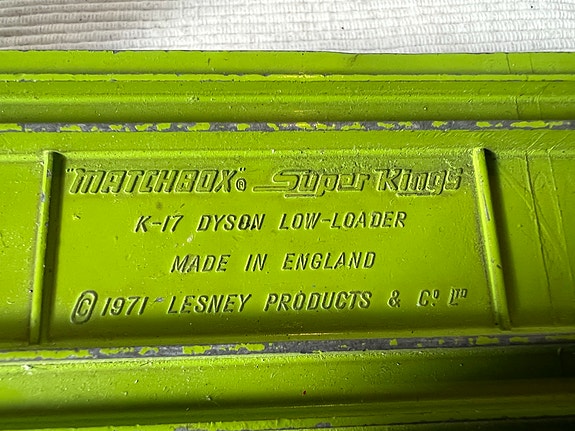 "MATCHBOX"® Super Kings
K-17 DYSON LOW-LOADER
MADE IN ENGLAND
© 1971 LESNEY PRODUCTS & Co LTD